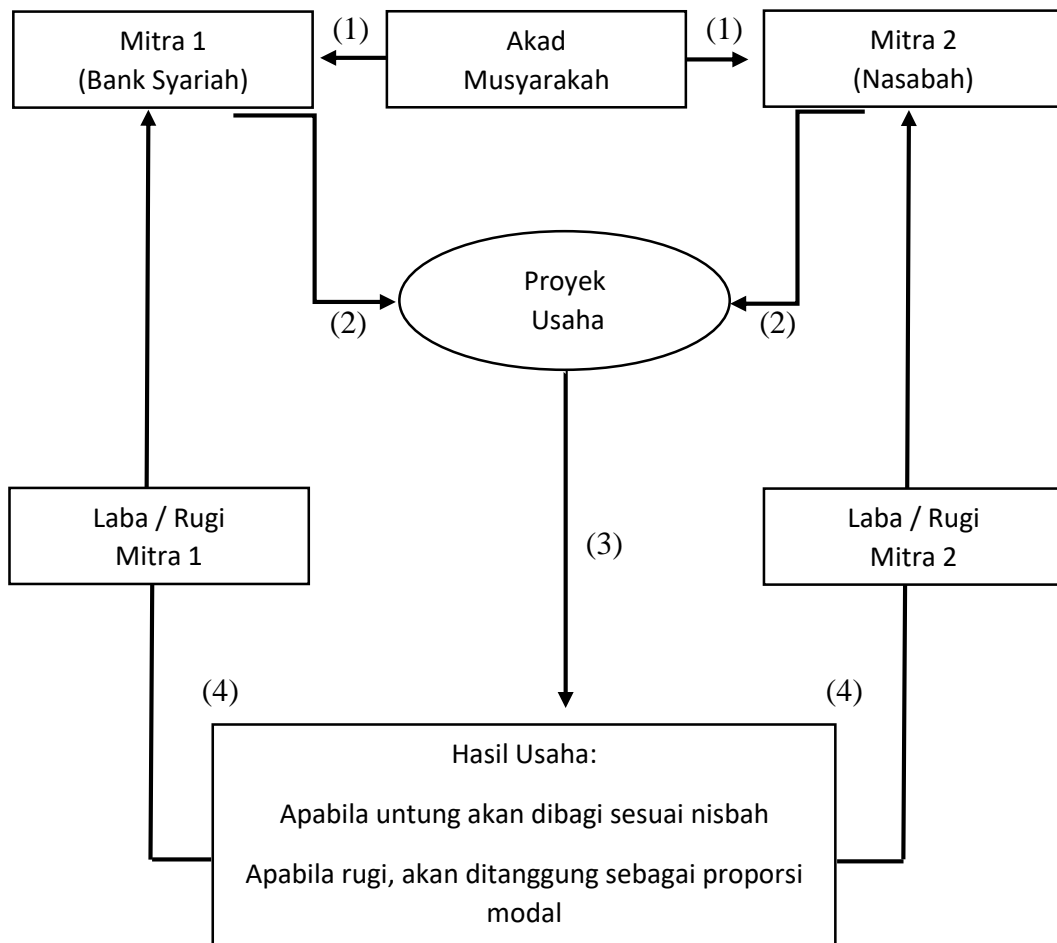 (1)
(1)
Mitra 1
(Bank Syariah)
Akad
Musyarakah
Mitra 2
(Nasabah)
Proyek
Usaha
(2)
(2)
Laba / Rugi
Mitra 1
(3)
Laba / Rugi
Mitra 2
(4)
(4)
Hasil Usaha:
Apabila untung akan dibagi sesuai nisbah
Apabila rugi, akan ditanggung sebagai proporsi
modal